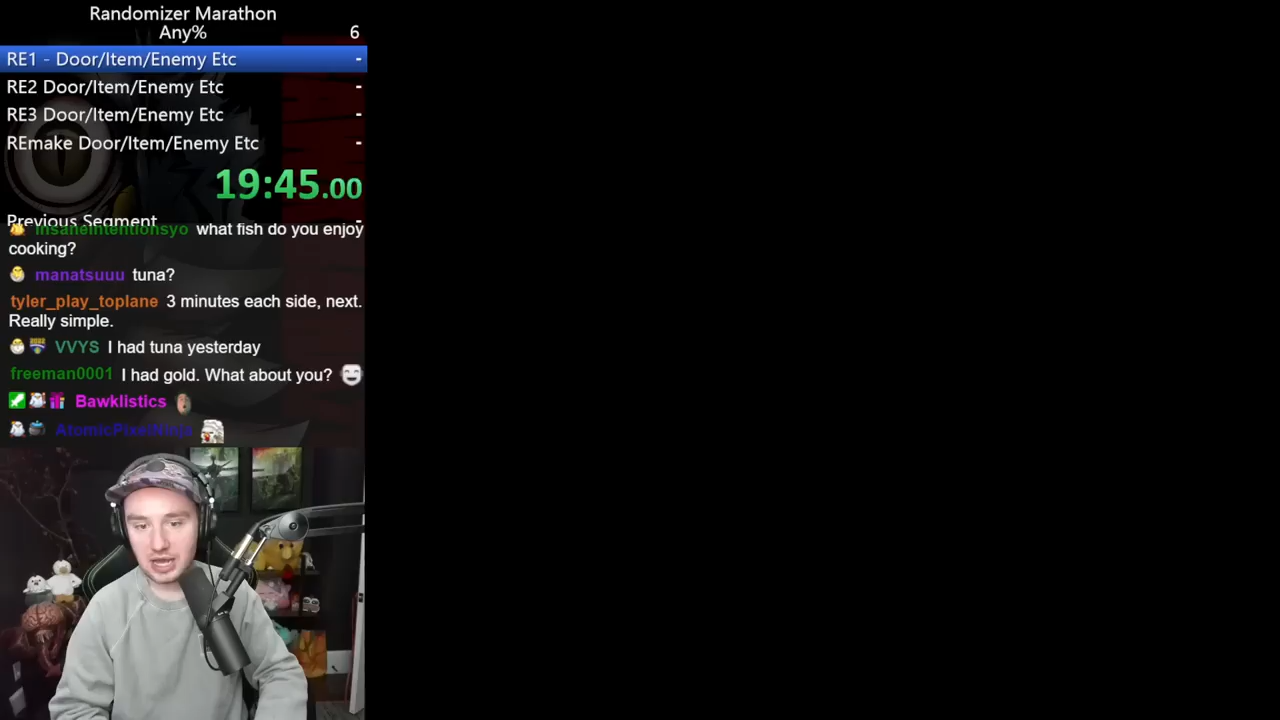 Randomizer Marathon
Any% 6
RE1 - Door/Item/Enemy Etc -
RE2 Door/Item/Enemy Etc -
RE3 Door/Item/Enemy Etc -
REmake Door/Item/Enemy Etc -
19:45.00
Previous Segment -
insaneintentionsyo what fish do you enjoy
cooking?
manatsuuu tuna?
tyler_play_toplane 3 minutes each side, next.
Really simple.
VVYS I had tuna yesterday
freeman0001 I had gold. What about you?
Bawklistics
AtomicPixelNinja